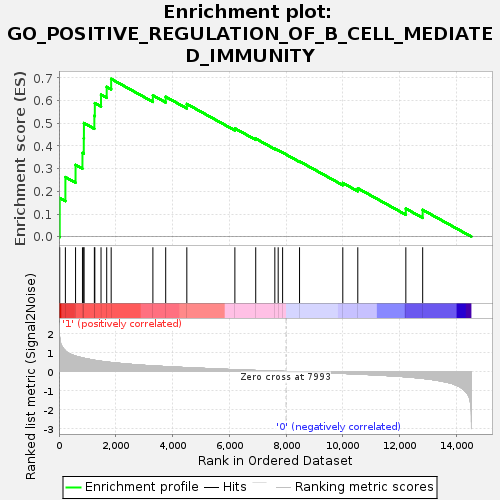 Enrichment plot:
GO_POSITIVE_REGULATION_OF_B_CELL_MEDIATE
D_IMMUNITY
Enrichment score (ES)
0.7
0.6
0.5
0.4
0.3
0.2
0.1
0.0
'1' (positively correlated)
Ranked list metric (Signal2Noise)
2
1
0
-1
-2
-3
Zero cross at 7993
'0' (negatively correlated)
0 2,000 4,000 6,000 8,000 10,000 12,000 14,000
Rank in Ordered Dataset
Enrichment profile Hits Ranking metric scores